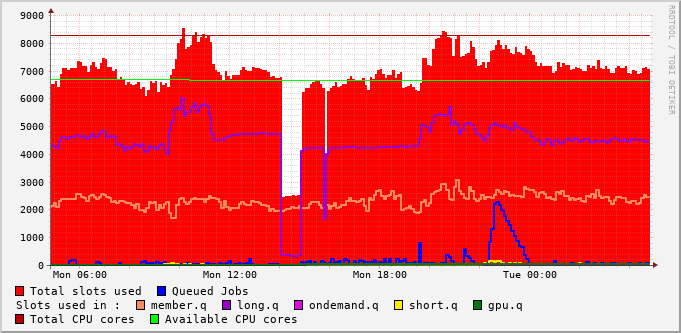 RRDTOOL / TOBI OETIKER
9000
8000
7000
6000
5000
4000
3000
2000
1000
0
Mon 06:00 Mon 12:00 Mon 18:00 Tue 00:00
Total slots used Queued Jobs
Slots used in : member.q long.q ondemand.q short.q gpu.q
Total CPU cores Available CPU cores